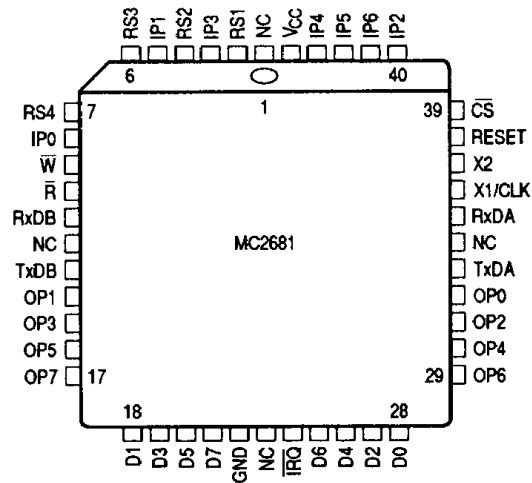 RS3 IP1 RS2 IP3 RS1 NC VCC IP4 IP5 IP6 IP2
6 40
RS4 7 1 39 C̅S̅
IP0 RESET
W̅ X2
R̅ X1/CLK
RxDB RxDA
NC MC2681 NC
TxDB TxDA
OP1 OP0
OP3 OP2
OP5 OP4
OP7 17 29 OP6
18 28
D1 D3 D5 D7 GND NC I̅R̅Q̅ D6 D4 D2 D0